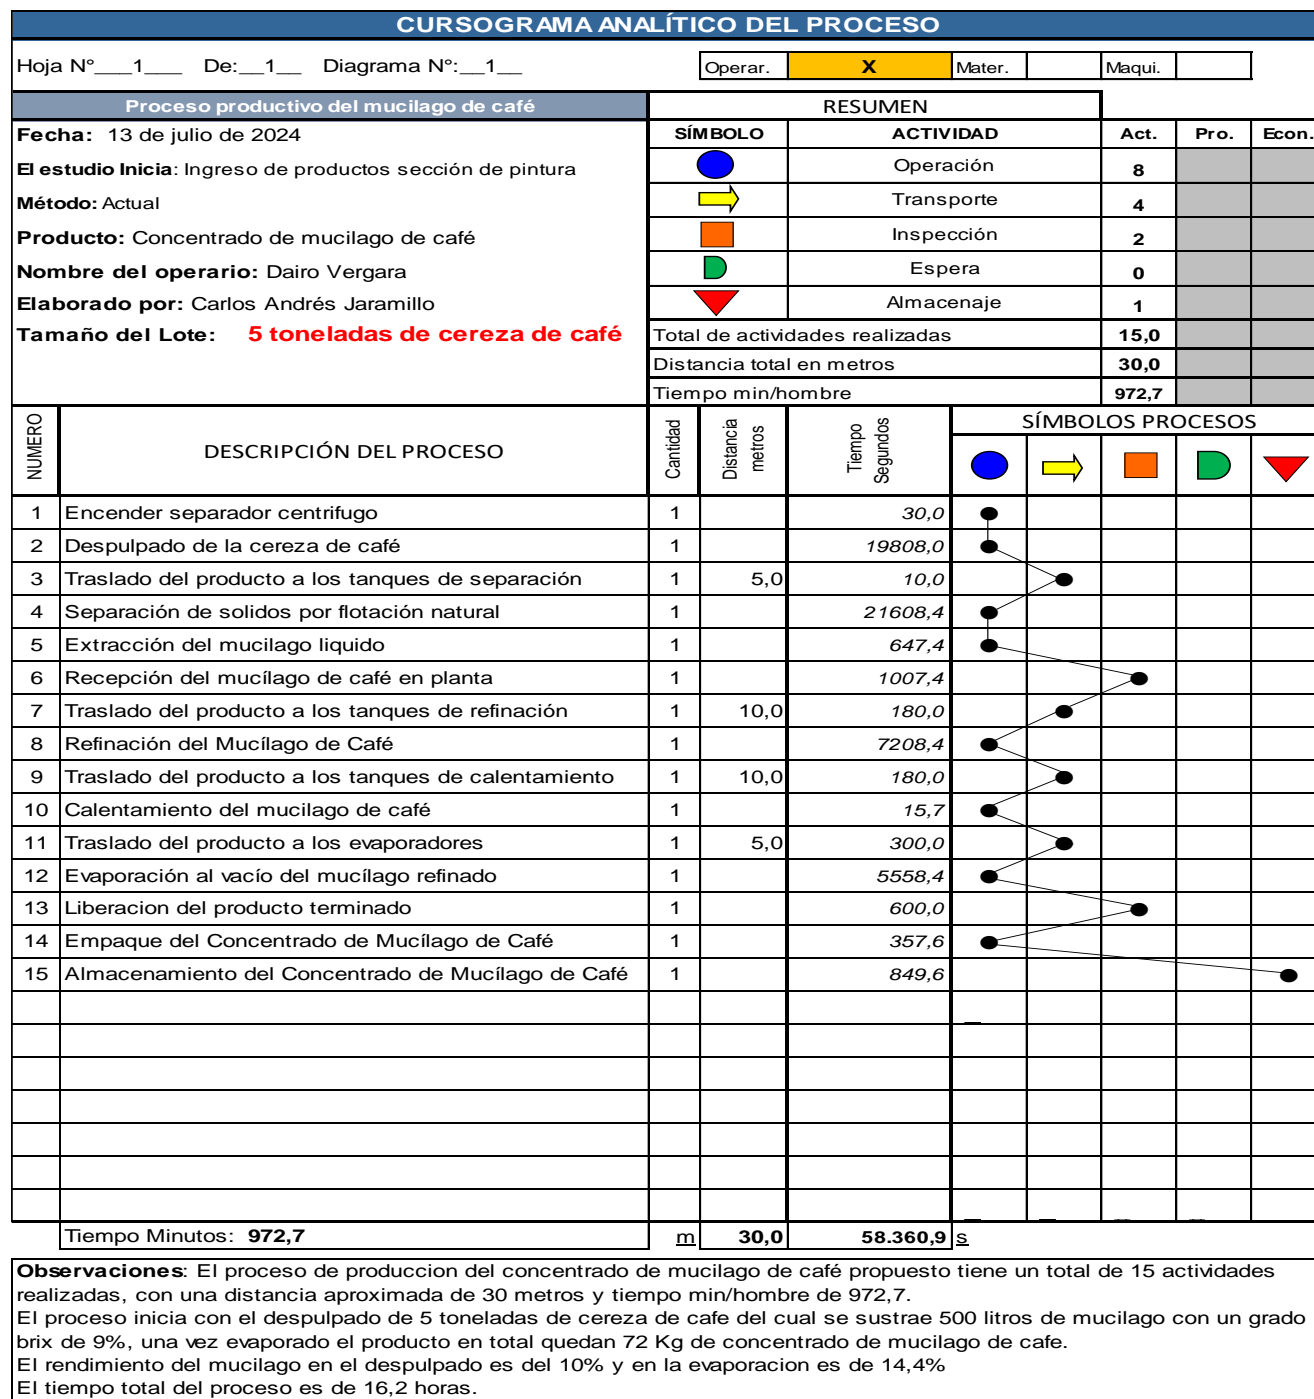 CURSOGRAMA ANALÍTICO DEL PROCESO
Hoja N°___1___ De:__1__ Diagrama N°:__1__ Operar. X Mater. Maqui.
Proceso productivo del mucilago de café RESUMEN
Fecha: 13 de julio de 2024 SÍMBOLO ACTIVIDAD Act. Pro. Econ.
El estudio Inicia: Ingreso de productos sección de pintura Operación 8
Método: Actual Transporte 4
Producto: Concentrado de mucilago de café Inspección 2
Nombre del operario: Dairo Vergara Espera 0
Elaborado por: Carlos Andrés Jaramillo Almacenaje 1
Tamaño del Lote: 5 toneladas de cereza de café Total de actividades realizadas 15,0
Distancia total en metros 30,0
Tiempo min/hombre 972,7
NUMERO DESCRIPCIÓN DEL PROCESO Cantidad Distancia metros Tiempo Segundos SÍMBOLOS PROCESOS
1 Encender separador centrifugo 1 30,0
2 Despulpado de la cereza de café 1 19808,0
3 Traslado del producto a los tanques de separación 1 5,0 10,0
4 Separación de solidos por flotación natural 1 21608,4
5 Extracción del mucilago liquido 1 647,4
6 Recepción del mucílago de café en planta 1 1007,4
7 Traslado del producto a los tanques de refinación 1 10,0 180,0
8 Refinación del Mucílago de Café 1 7208,4
9 Traslado del producto a los tanques de calentamiento 1 10,0 180,0
10 Calentamiento del mucilago de café 1 15,7
11 Traslado del producto a los evaporadores 1 5,0 300,0
12 Evaporación al vacío del mucílago refinado 1 5558,4
13 Liberacion del producto terminado 1 600,0
14 Empaque del Concentrado de Mucílago de Café 1 357,6
15 Almacenamiento del Concentrado de Mucílago de Café 1 849,6
Tiempo Minutos: 972,7 m 30,0 58.360,9 s
Observaciones: El proceso de produccion del concentrado de mucilago de café propuesto tiene un total de 15 actividades
realizadas, con una distancia aproximada de 30 metros y tiempo min/hombre de 972,7.
El proceso inicia con el despulpado de 5 toneladas de cereza de cafe del cual se sustrae 500 litros de mucilago con un grado
brix de 9%, una vez evaporado el producto en total quedan 72 Kg de concentrado de mucilago de cafe.
El rendimiento del mucilago en el despulpado es del 10% y en la evaporacion es de 14,4%
El tiempo total del proceso es de 16,2 horas.